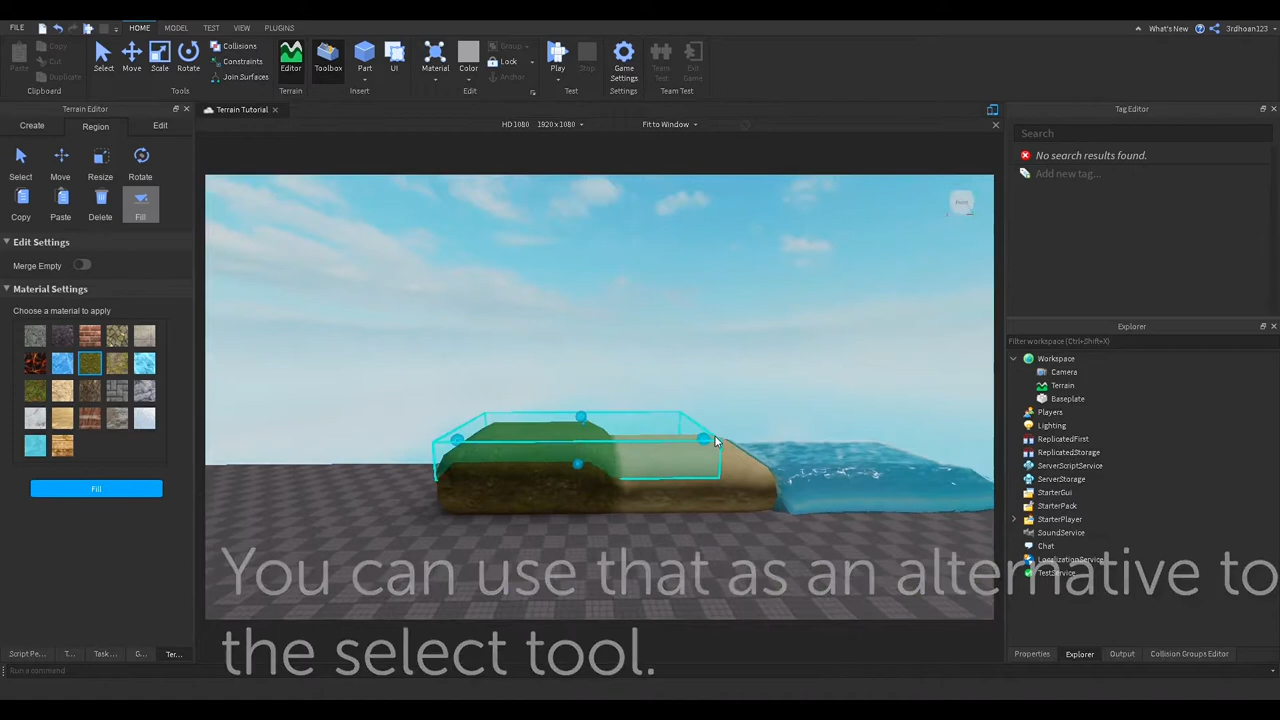 FILE HOME MODEL TEST VIEW PLUGINS What's New 3rdhoan123
Paste Copy Cut Duplicate Select Move Scale Rotate Collisions Constraints Join Surfaces Editor Toolbox Part UI Material Color Group Lock Anchor Play Stop Game Settings Team Test Exit Game
Clipboard Tools Terrain Insert Edit Test Settings Team Test
Terrain Editor
Terrain Tutorial
Tag Editor
Create Region Edit
HD 1080 1920 x 1080 Fit to Window
Search
No search results found.
Add new tag...
Select Move Resize Rotate
Copy Paste Delete Fill
Edit Settings
Merge Empty
Material Settings
Choose a material to apply
Fill
Explorer
Filter workspace (Ctrl+Shift+X)
Workspace
Camera
Terrain
Baseplate
Players
Lighting
ReplicatedFirst
ReplicatedStorage
ServerScriptService
ServerStorage
StarterGui
StarterPack
StarterPlayer
SoundService
Chat
LocalizationService
TestService
You can use that as an alternative to
the select tool.
Script Pe... T... Task... G... Ter... Properties Explorer Output Collision Groups Editor
Run a command